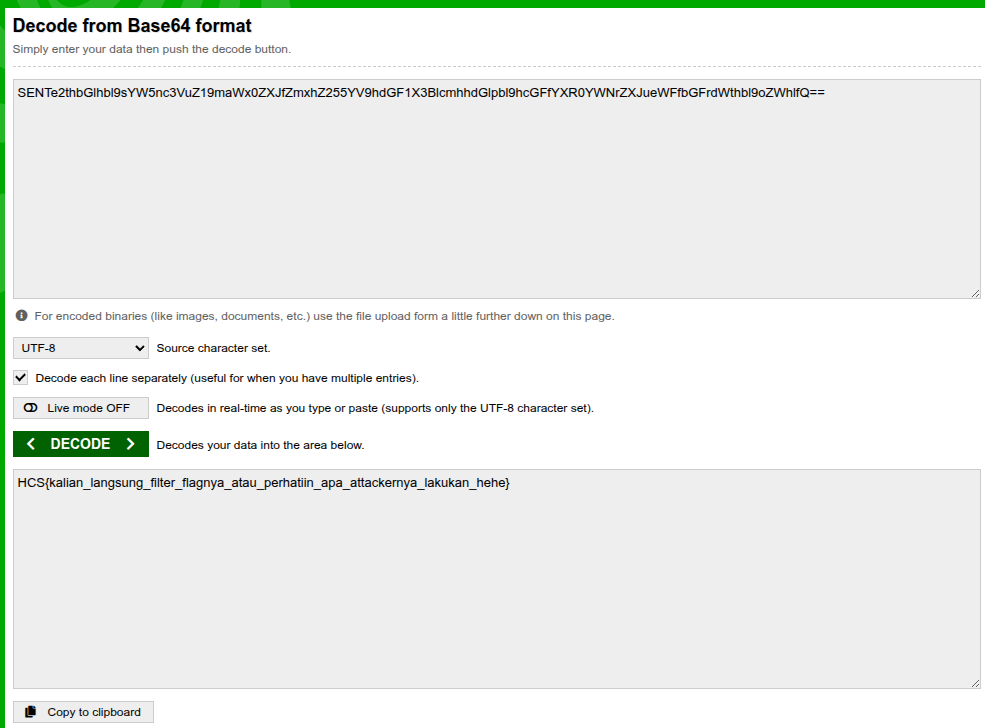 Decode from Base64 format
Simply enter your data then push the decode button.
SENTe2thbGlhbl9sYW5nc3VuZ19maWx0ZXJfZmxhZ255YV9hdGF1X3BlcmhhdGlpbl9hcGFfYXR0YWNrZXJueWFfbGFrdWthbl9oZWhlfQ==
For encoded binaries (like images, documents, etc.) use the file upload form a little further down on this page.
UTF-8 Source character set.
Decode each line separately (useful for when you have multiple entries).
Live mode OFF Decodes in real-time as you type or paste (supports only the UTF-8 character set).
< DECODE > Decodes your data into the area below.
HCS{kalian_langsung_filter_flagnya_atau_perhatiin_apa_attackernya_lakukan_hehe}
Copy to clipboard